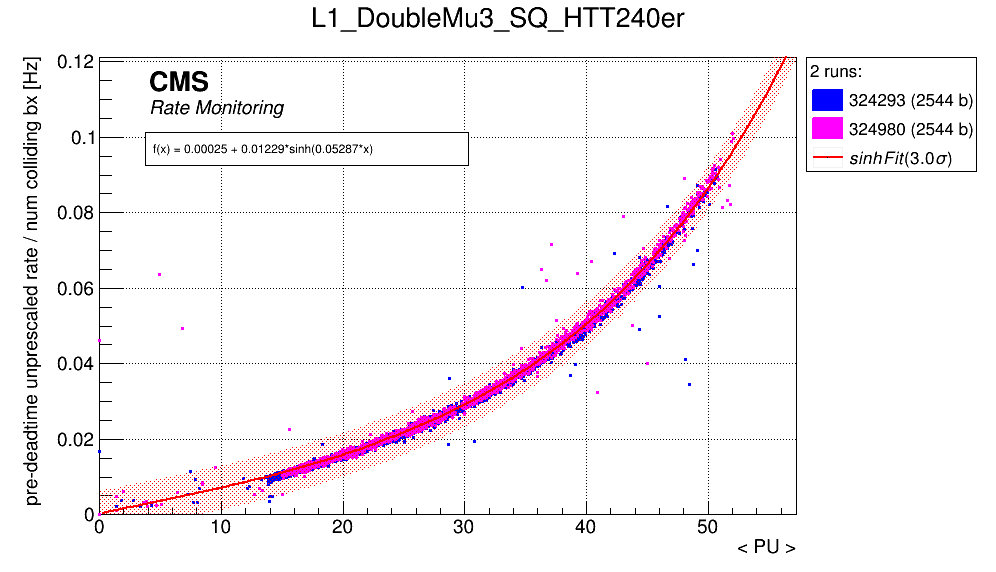 L1_DoubleMu3_SQ_HTT240er
pre-deadtime unprescaled rate / num colliding bx [Hz]
0.12
0.1
0.08
0.06
0.04
0.02
0
CMS
Rate Monitoring
f(x) = 0.00025 + 0.01229*sinh(0.05287*x)
2 runs:
324293 (2544 b)
324980 (2544 b)
sinhFit(3.0σ)
0 10 20 30 40 50
< PU >